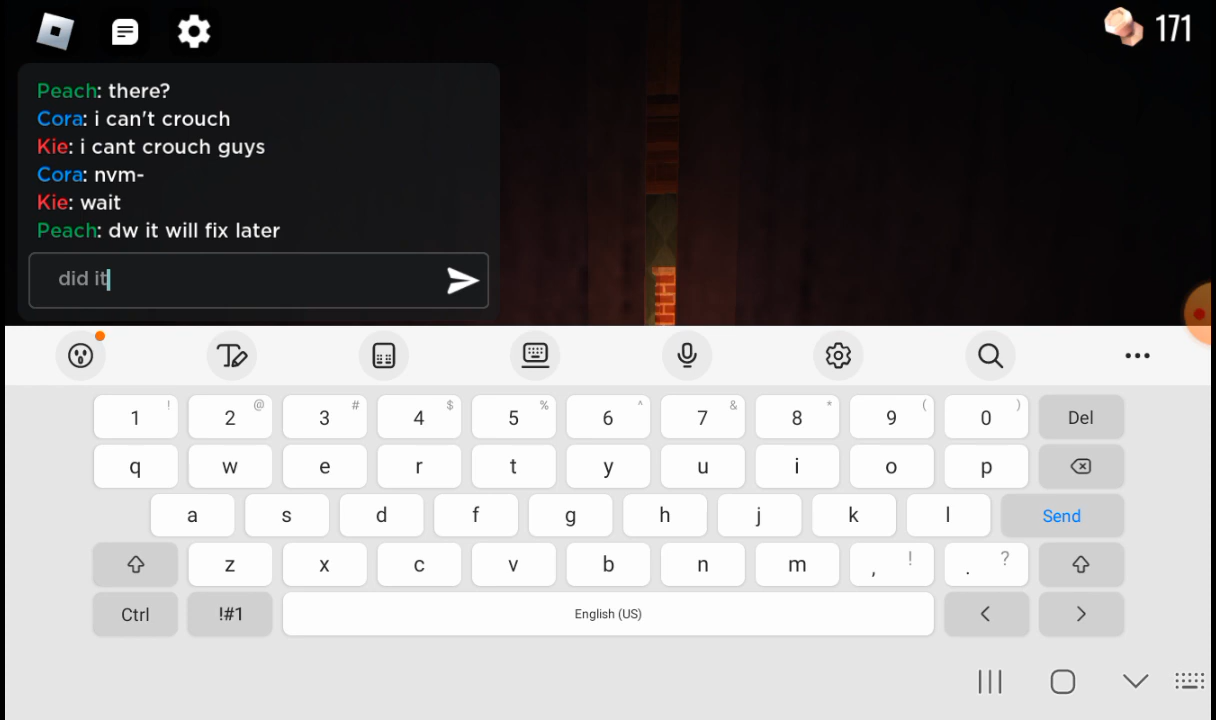 171
Peach: there?
Cora: i can't crouch
Kie: i cant crouch guys
Cora: nvm-
Kie: wait
Peach: dw it will fix later
did it
1 ! 2 @ 3 # 4 $ 5 % 6 ^ 7 & 8 * 9 ( 0 ) Del
q w e r t y u i o p
a s d f g h j k l Send
z x c v b n m , ! . ?
Ctrl !#1 English (US) < >